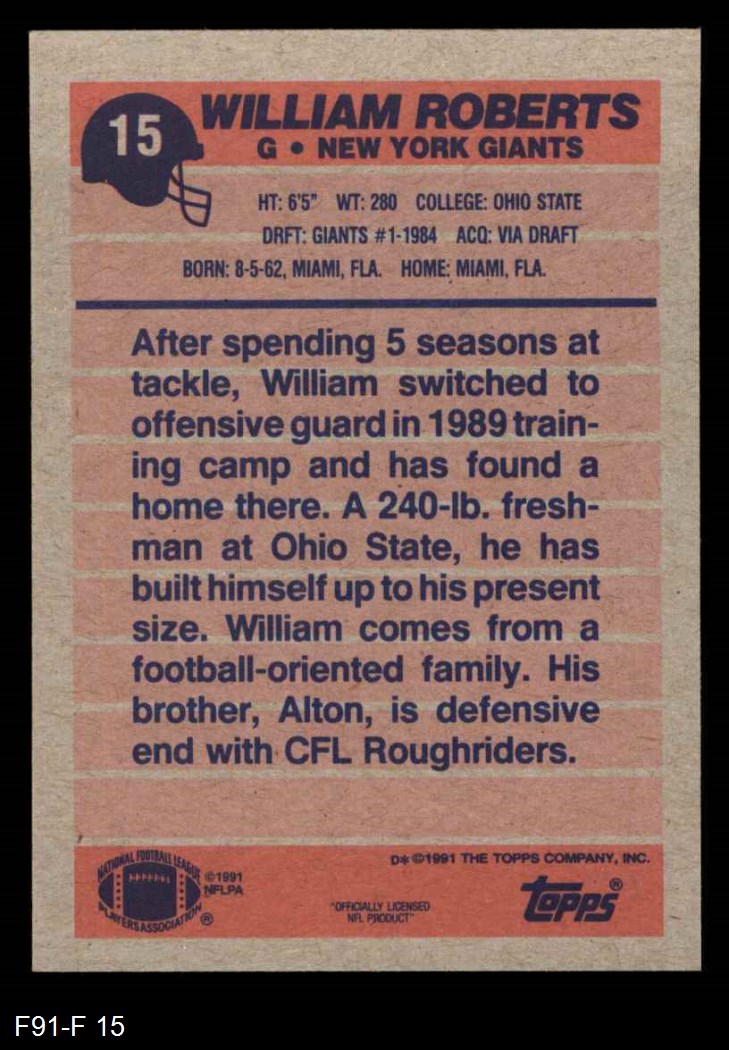 15
WILLIAM ROBERTS
G • NEW YORK GIANTS
HT: 6'5" WT: 280 COLLEGE: OHIO STATE
DRFT: GIANTS #1-1984 ACQ: VIA DRAFT
BORN: 8-5-62, MIAMI, FLA. HOME: MIAMI, FLA.
After spending 5 seasons at
tackle, William switched to
offensive guard in 1989 train-
ing camp and has found a
home there. A 240-lb. fresh-
man at Ohio State, he has
built himself up to his present
size. William comes from a
football-oriented family. His
brother, Alton, is defensive
end with CFL Roughriders.
NATIONAL FOOTBALL LEAGUE
PLAYERS ASSOCIATION ®
©1991
NFLPA
"OFFICIALLY LICENSED
NFL PRODUCT"
D* ©1991 THE TOPPS COMPANY, INC.
topps®
F91-F 15